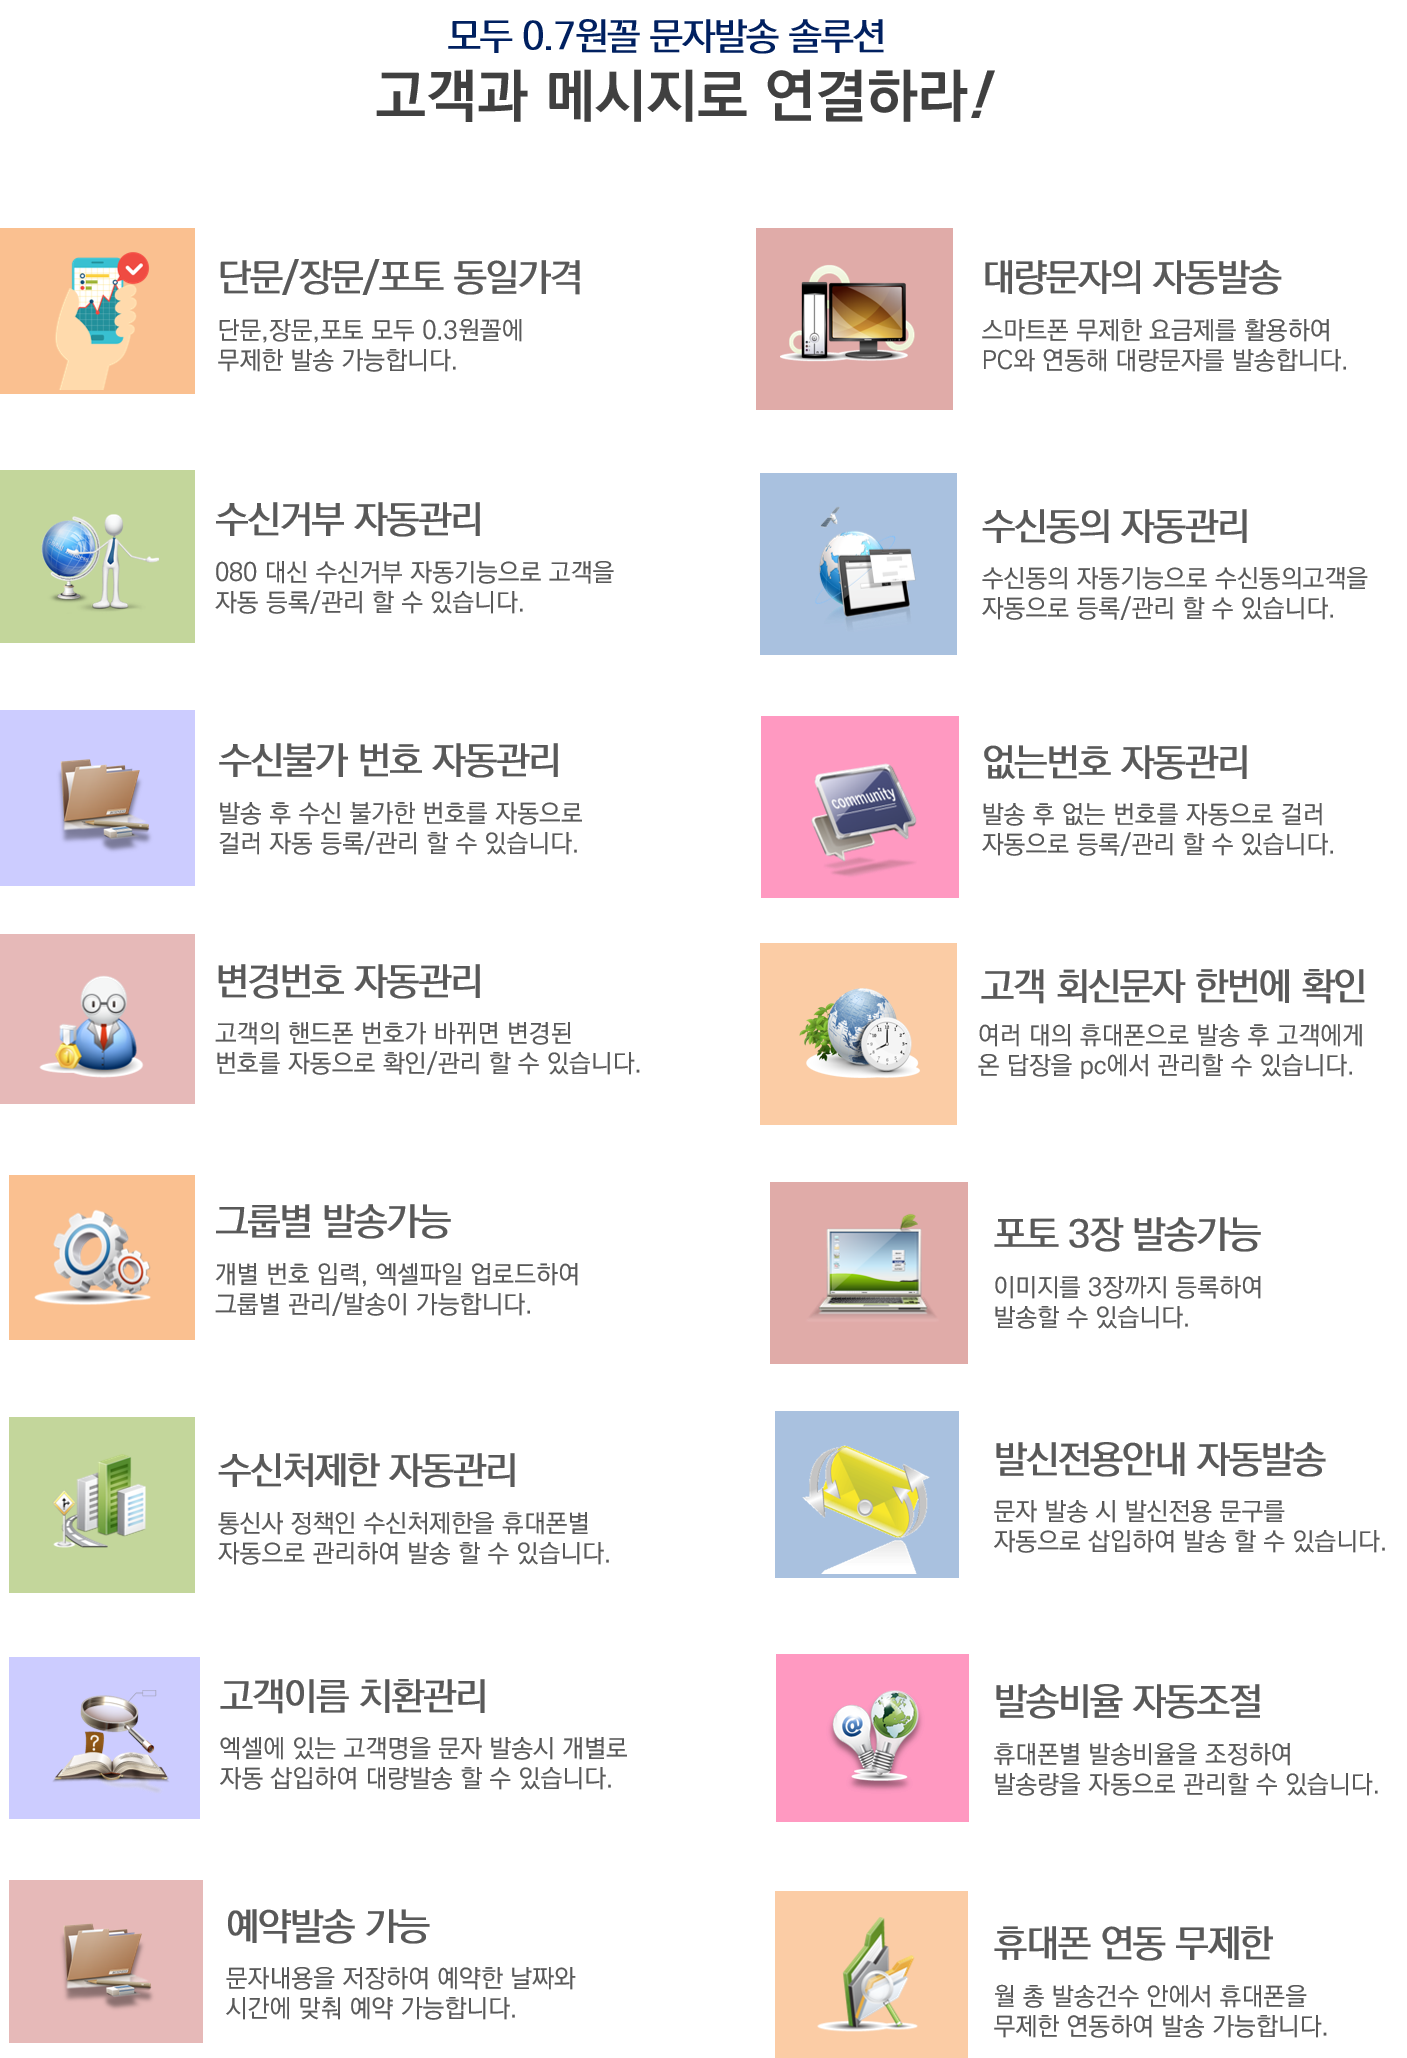 모두 0.7원꼴 문자발송 솔루션
고객과 메시지로 연결하라!
단문/장문/포토 동일가격
단문,장문,포토 모두 0.3원꼴에
무제한 발송 가능합니다.
대량문자의 자동발송
스마트폰 무제한 요금제를 활용하여
PC와 연동해 대량문자를 발송합니다.
수신거부 자동관리
080 대신 수신거부 자동기능으로 고객을
자동 등록/관리 할 수 있습니다.
수신동의 자동관리
수신동의 자동기능으로 수신동의고객을
자동으로 등록/관리 할 수 있습니다.
수신불가 번호 자동관리
발송 후 수신 불가한 번호를 자동으로
걸러 자동 등록/관리 할 수 있습니다.
community
없는번호 자동관리
발송 후 없는 번호를 자동으로 걸러
자동으로 등록/관리 할 수 있습니다.
변경번호 자동관리
고객의 핸드폰 번호가 바뀌면 변경된
번호를 자동으로 확인/관리 할 수 있습니다.
고객 회신문자 한번에 확인
여러 대의 휴대폰으로 발송 후 고객에게
온 답장을 pc에서 관리할 수 있습니다.
그룹별 발송가능
개별 번호 입력, 엑셀파일 업로드하여
그룹별 관리/발송이 가능합니다.
포토 3장 발송가능
이미지를 3장까지 등록하여
발송할 수 있습니다.
수신처제한 자동관리
통신사 정책인 수신처제한을 휴대폰별
자동으로 관리하여 발송 할 수 있습니다.
발신전용안내 자동발송
문자 발송 시 발신전용 문구를
자동으로 삽입하여 발송 할 수 있습니다.
?
고객이름 치환관리
엑셀에 있는 고객명을 문자 발송시 개별로
자동 삽입하여 대량발송 할 수 있습니다.
@
발송비율 자동조절
휴대폰별 발송비율을 조정하여
발송량을 자동으로 관리할 수 있습니다.
예약발송 가능
문자내용을 저장하여 예약한 날짜와
시간에 맞춰 예약 가능합니다.
휴대폰 연동 무제한
월 총 발송건수 안에서 휴대폰을
무제한 연동하여 발송 가능합니다.